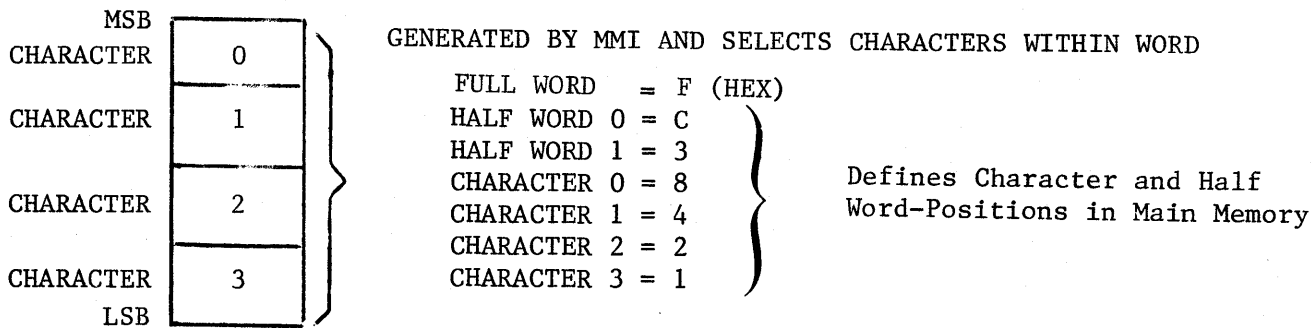 MSB
CHARACTER 0
CHARACTER 1
CHARACTER 2
CHARACTER 3
LSB
GENERATED BY MMI AND SELECTS CHARACTERS WITHIN WORD
FULL WORD = F (HEX)
HALF WORD 0 = C
HALF WORD 1 = 3
CHARACTER 0 = 8
CHARACTER 1 = 4
CHARACTER 2 = 2
CHARACTER 3 = 1
Defines Character and Half
Word-Positions in Main Memory